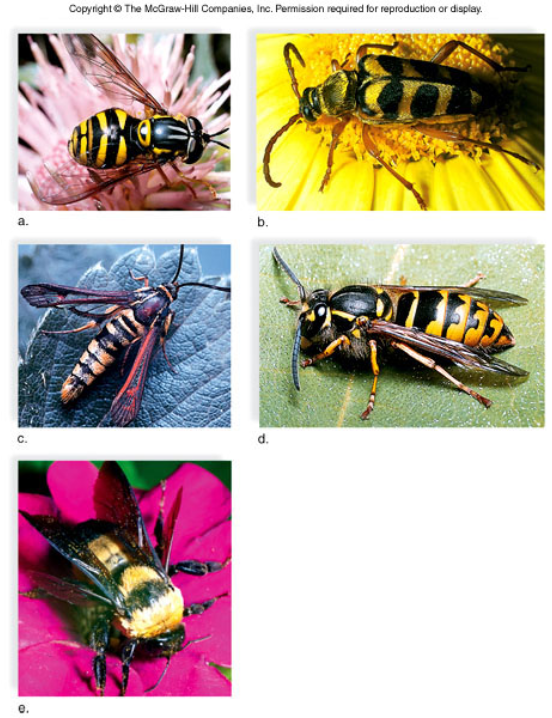 Copyright © The McGraw-Hill Companies, Inc. Permission required for reproduction or display.
a.
b.
c.
d.
e.